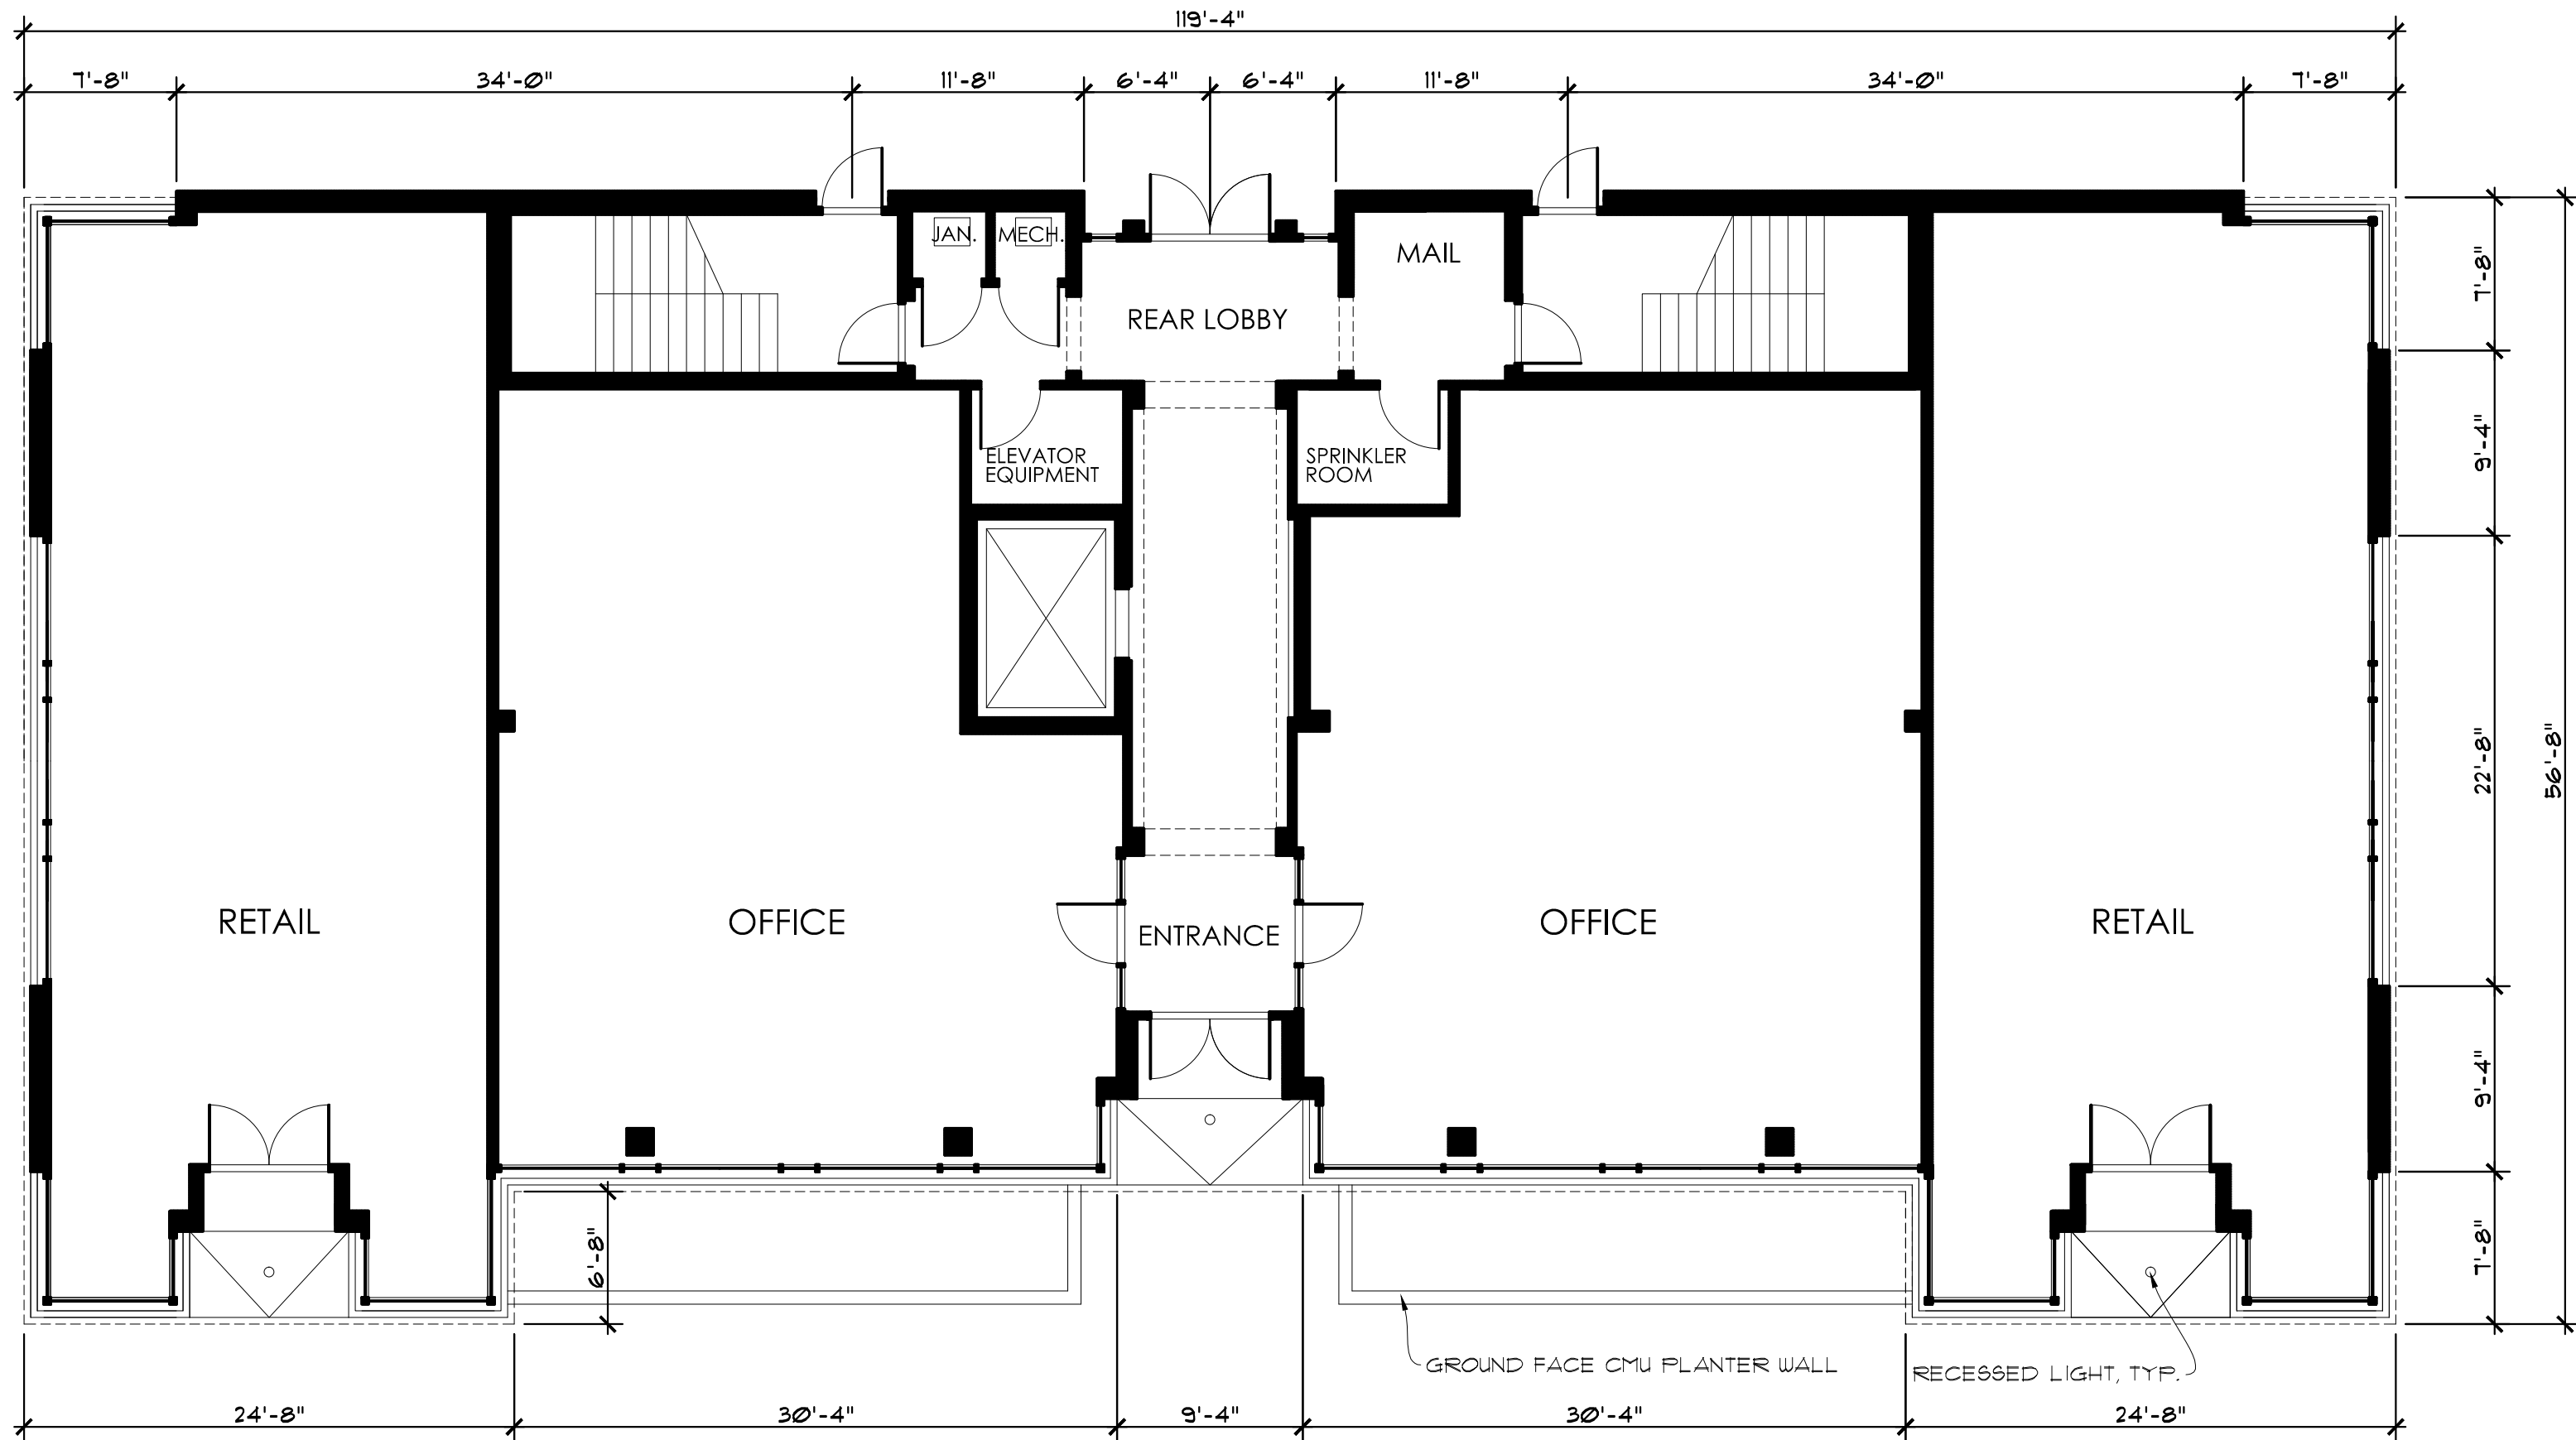 119'-4"
7'-8"
34'-0"
11'-8"
6'-4"
6'-4"
11'-8"
34'-0"
7'-8"
JAN.
MECH.
MAIL
REAR LOBBY
7'-8"
ELEVATOR
EQUIPMENT
SPRINKLER
ROOM
9'-4"
22'-8"
56'-8"
RETAIL
OFFICE
ENTRANCE
OFFICE
RETAIL
9'-4"
6'-8"
7'-8"
GROUND FACE CMU PLANTER WALL
RECESSED LIGHT, TYP.
24'-8"
30'-4"
9'-4"
30'-4"
24'-8"